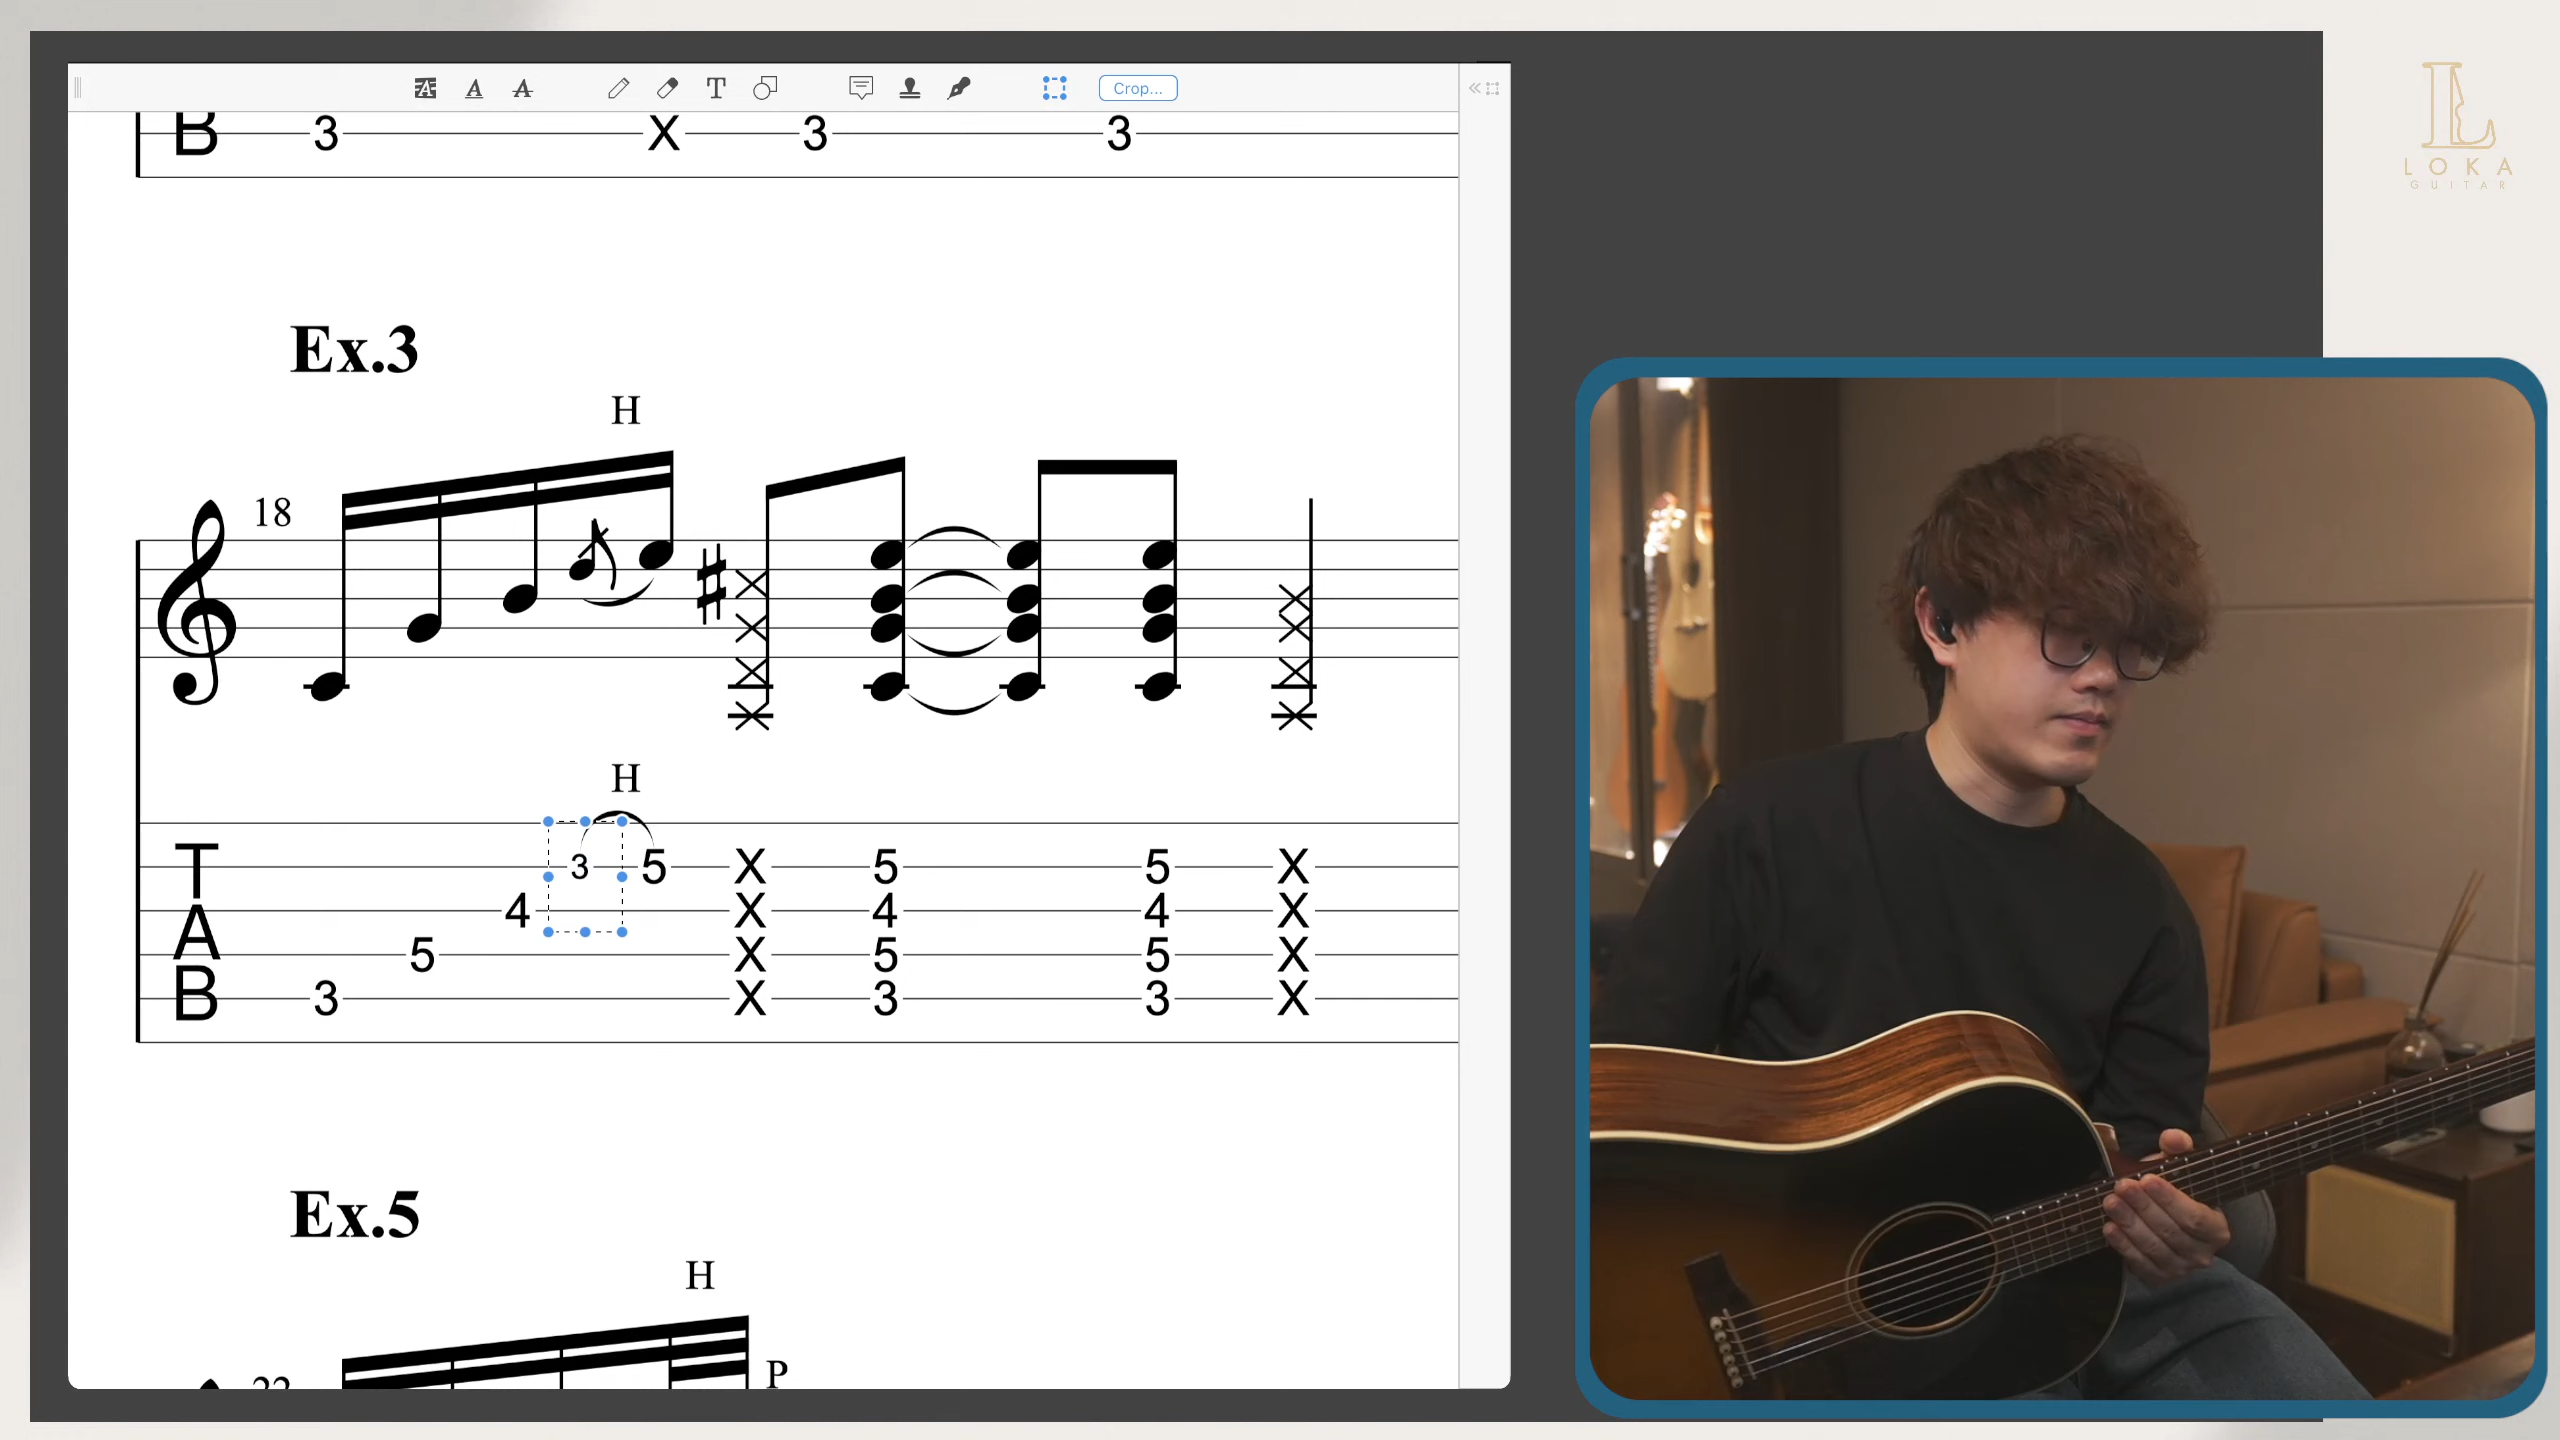 Crop...
B 3 X 3 3
LOKA
GUITAR
Ex.3
H
18
H
T 3 5 X 5 5 X
4 X 4 4 X
A 5 X 5 5 X
B 3 X 3 3 X
Ex.5
H
22
P